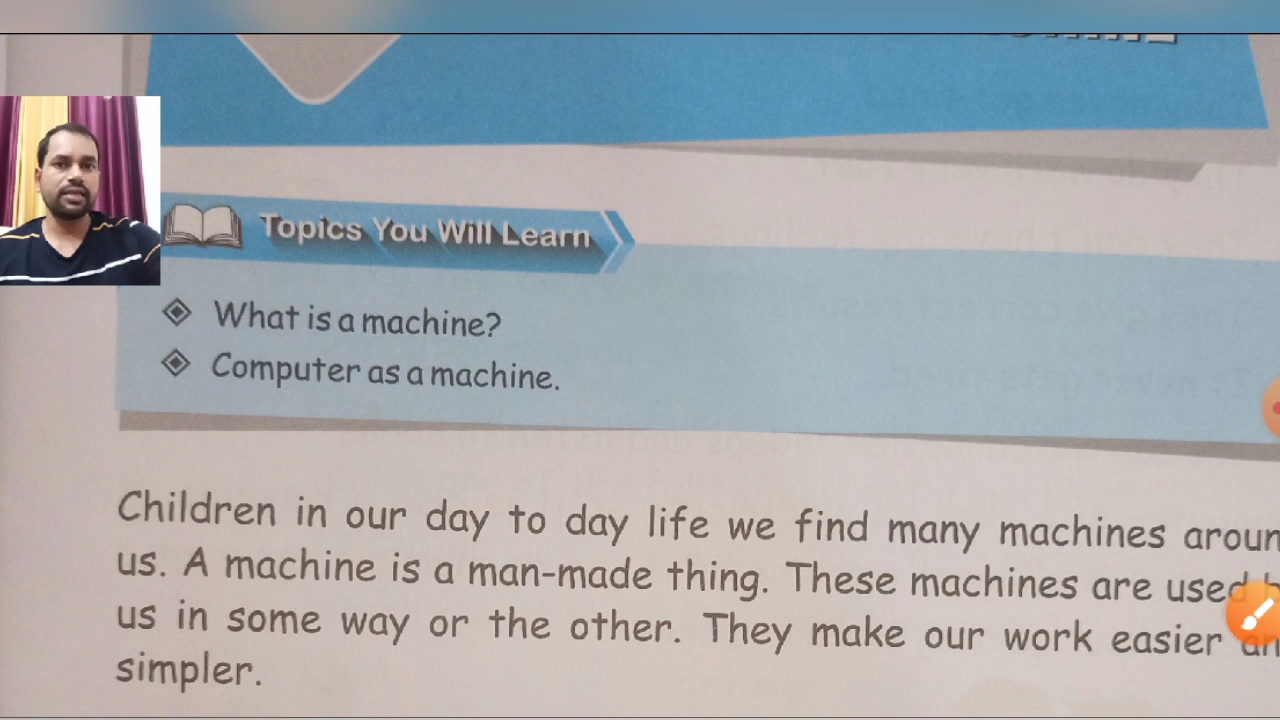 Topics You Will Learn
What is a machine?
Computer as a machine.
Children in our day to day life we find many machines aroun
us. A machine is a man-made thing. These machines are used
us in some way or the other. They make our work easier
simpler.